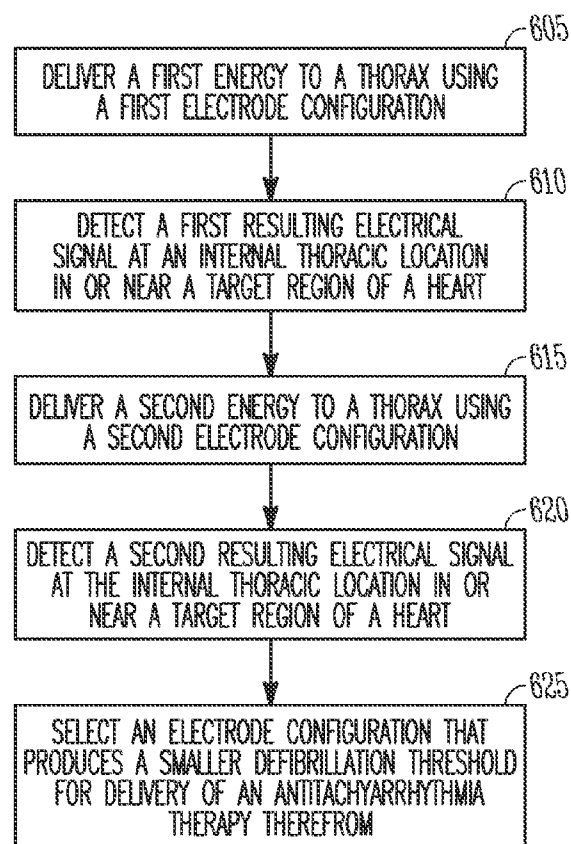 605
DELIVER A FIRST ENERGY TO A THORAX USING
A FIRST ELECTRODE CONFIGURATION
610
DETECT A FIRST RESULTING ELECTRICAL
SIGNAL AT AN INTERNAL THORACIC LOCATION
IN OR NEAR A TARGET REGION OF A HEART
615
DELIVER A SECOND ENERGY TO A THORAX USING
A SECOND ELECTRODE CONFIGURATION
620
DETECT A SECOND RESULTING ELECTRICAL SIGNAL
AT THE INTERNAL THORACIC LOCATION IN OR
NEAR A TARGET REGION OF A HEART
625
SELECT AN ELECTRODE CONFIGURATION THAT
PRODUCES A SMALLER DEFIBRILLATION THRESHOLD
FOR DELIVERY OF AN ANTITACHYARRHYTHMIA
THERAPY THEREFROM